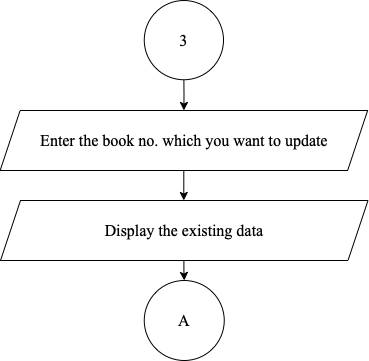 3
Enter the book no. which you want to update
Display the existing data
A